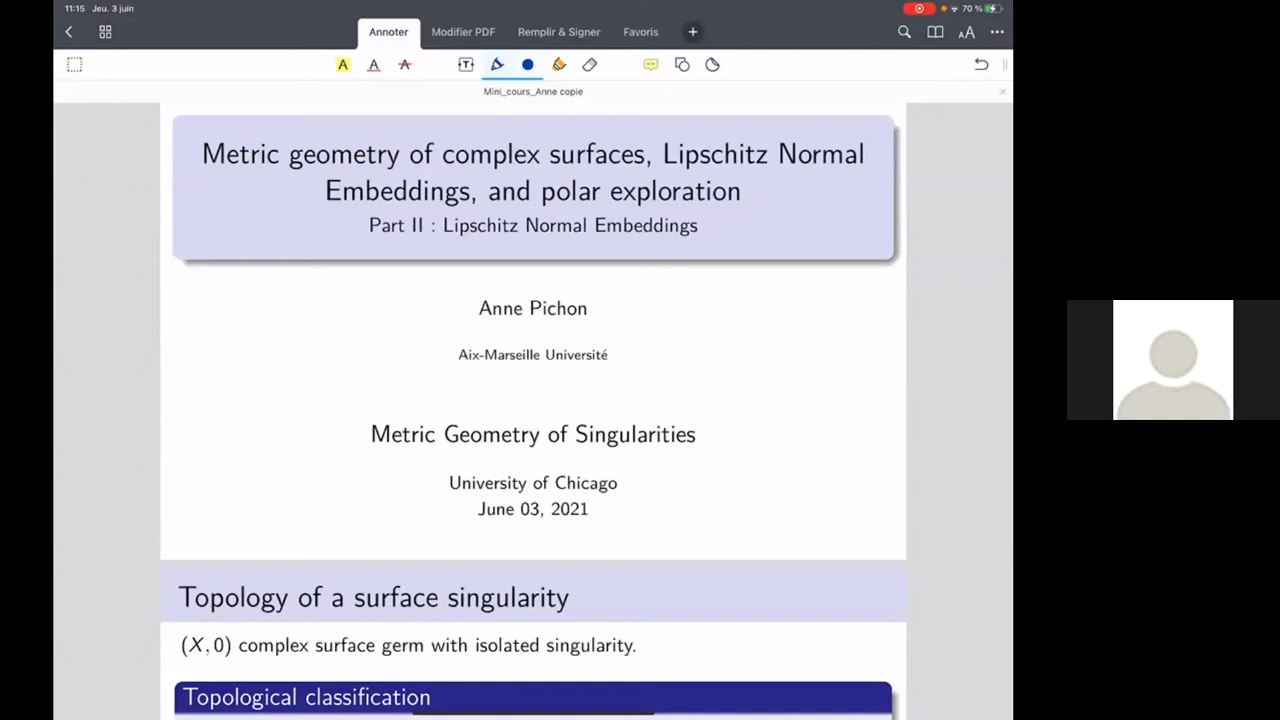 11:15 Jeu. 3 juin
70 %
Annoter Modifier PDF Remplir & Signer Favoris
Mini_cours_Anne copie
Metric geometry of complex surfaces, Lipschitz Normal
Embeddings, and polar exploration
Part II : Lipschitz Normal Embeddings
Anne Pichon
Aix-Marseille Université
Metric Geometry of Singularities
University of Chicago
June 03, 2021
Topology of a surface singularity
(X, 0) complex surface germ with isolated singularity.
Topological classification